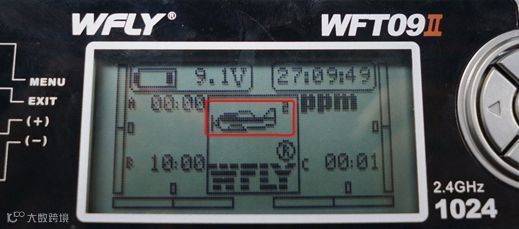 WFLY® WFT09II
MENU
EXIT
(+)
(-)
9.1V 27:09:49
A 00:00 ppm
B 10:00 C 00:01
WFLY®
2.4GHz
1024
大数跨境